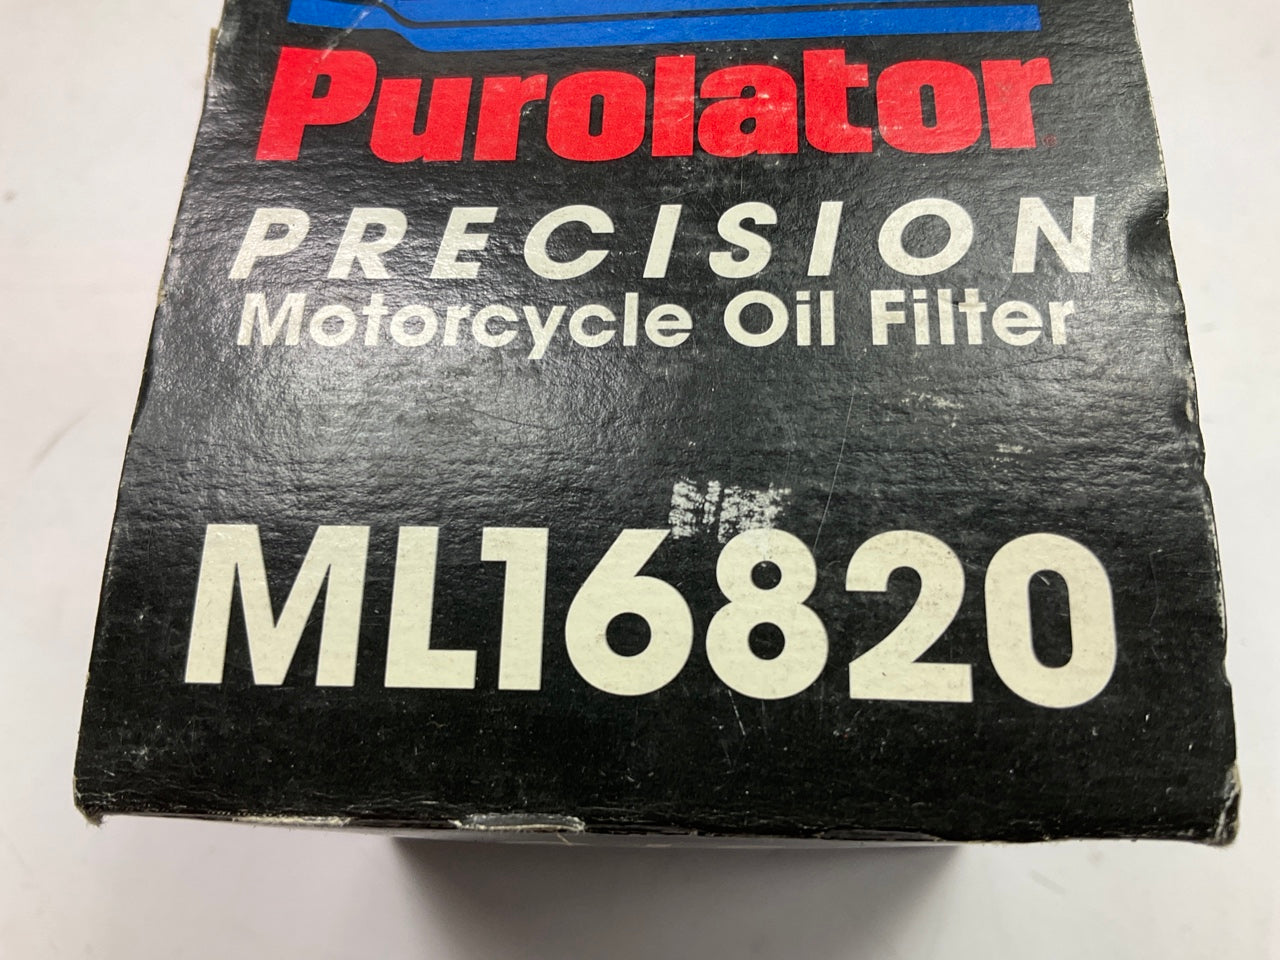 Purolator
PRECISION
Motorcycle Oil Filter
ML16820